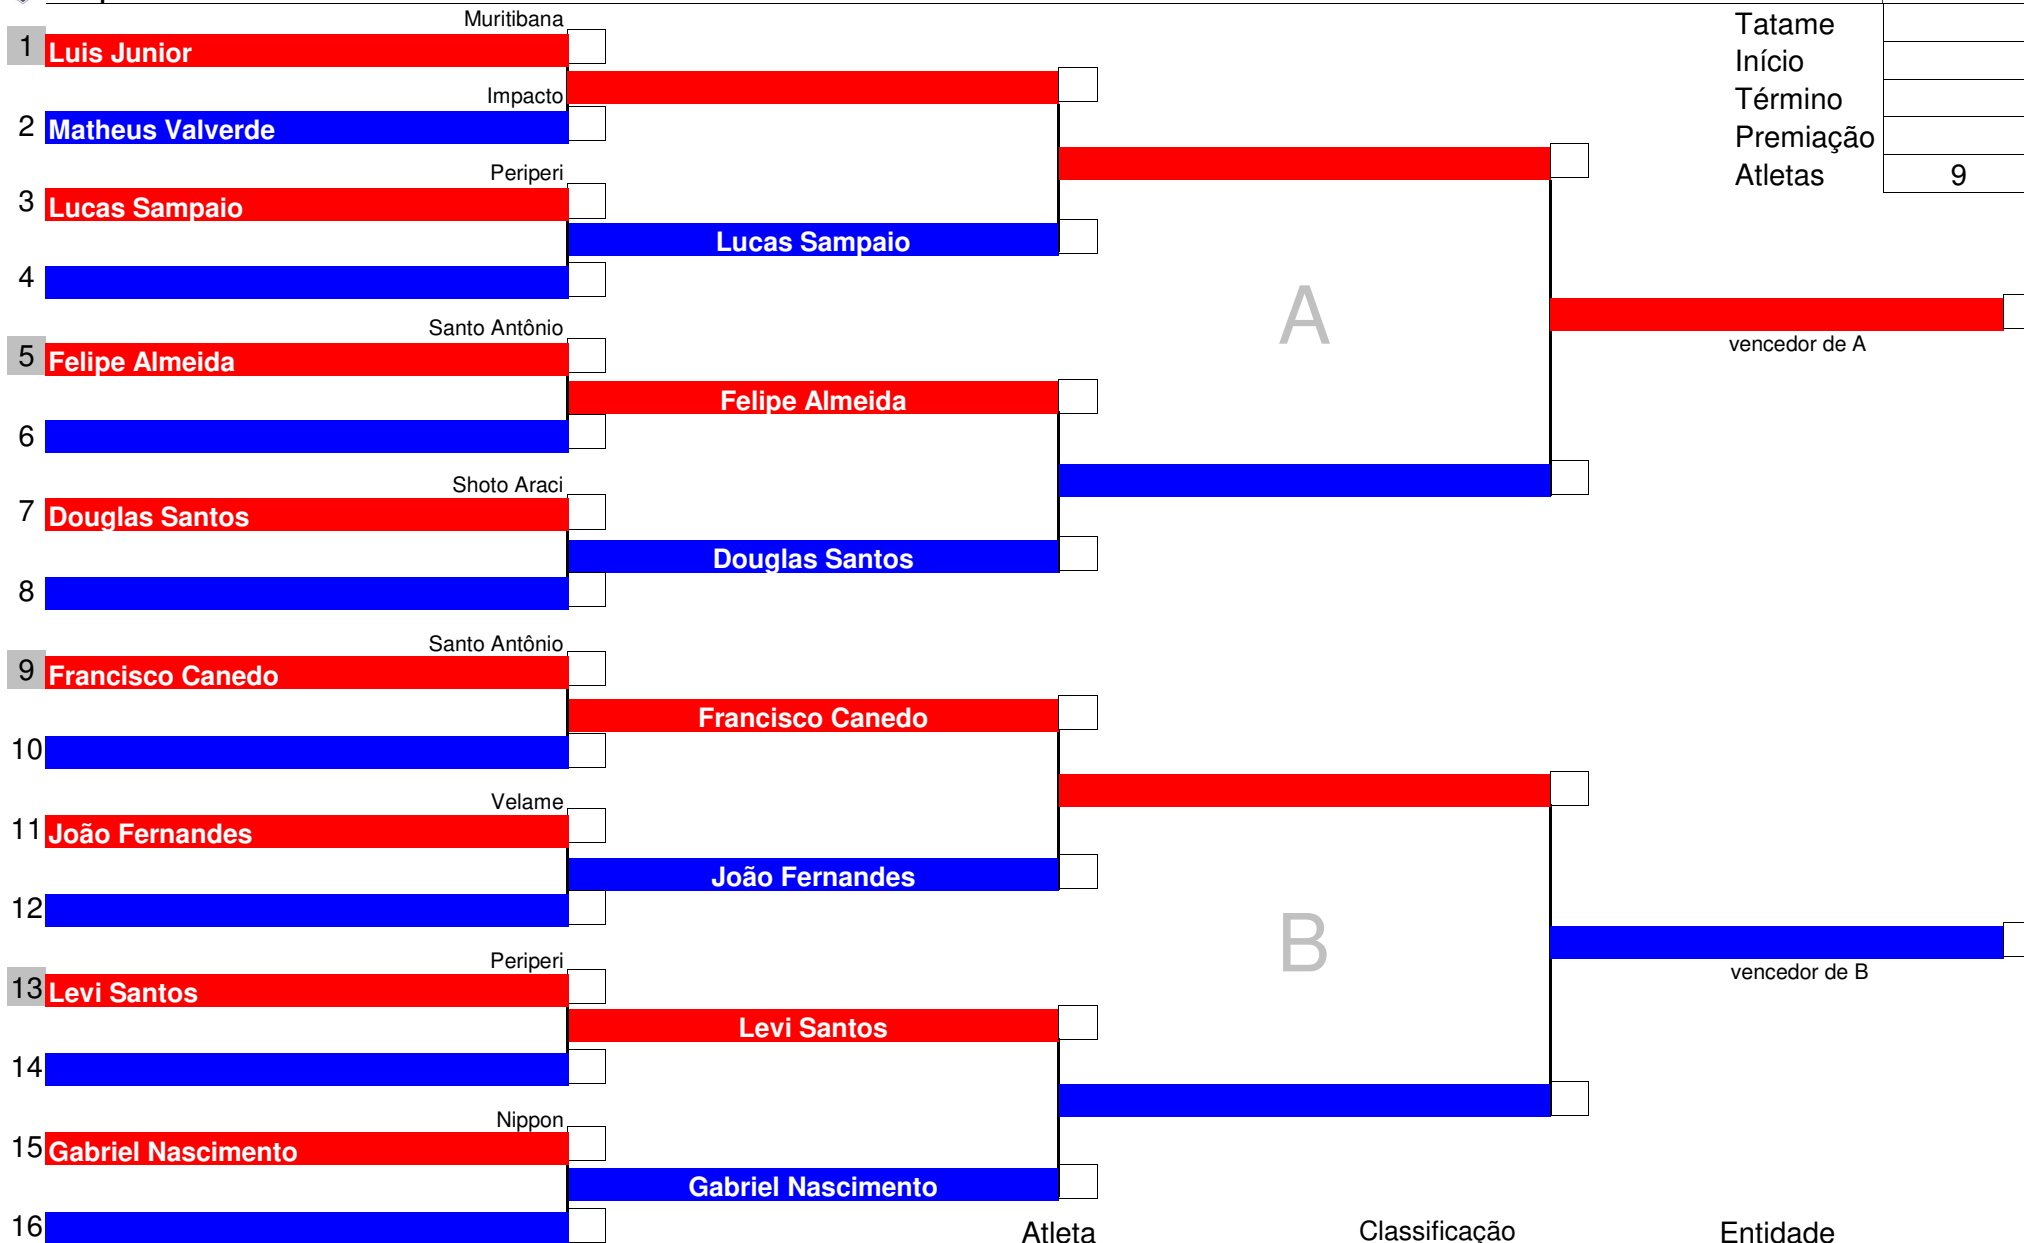 Muritibana
Tatame
1 Luis Junior
Início
Impacto
Término
2 Matheus Valverde
Premiação
Periperi
Atletas 9
3 Lucas Sampaio
Lucas Sampaio
4
A
Santo Antônio
vencedor de A
5 Felipe Almeida
Felipe Almeida
6
Shoto Araci
7 Douglas Santos
Douglas Santos
8
Santo Antônio
9 Francisco Canedo
Francisco Canedo
10
Velame
11 João Fernandes
João Fernandes
12
B
Periperi
vencedor de B
13 Levi Santos
Levi Santos
14
Nippon
15 Gabriel Nascimento
Gabriel Nascimento
16
Atleta Classificação Entidade